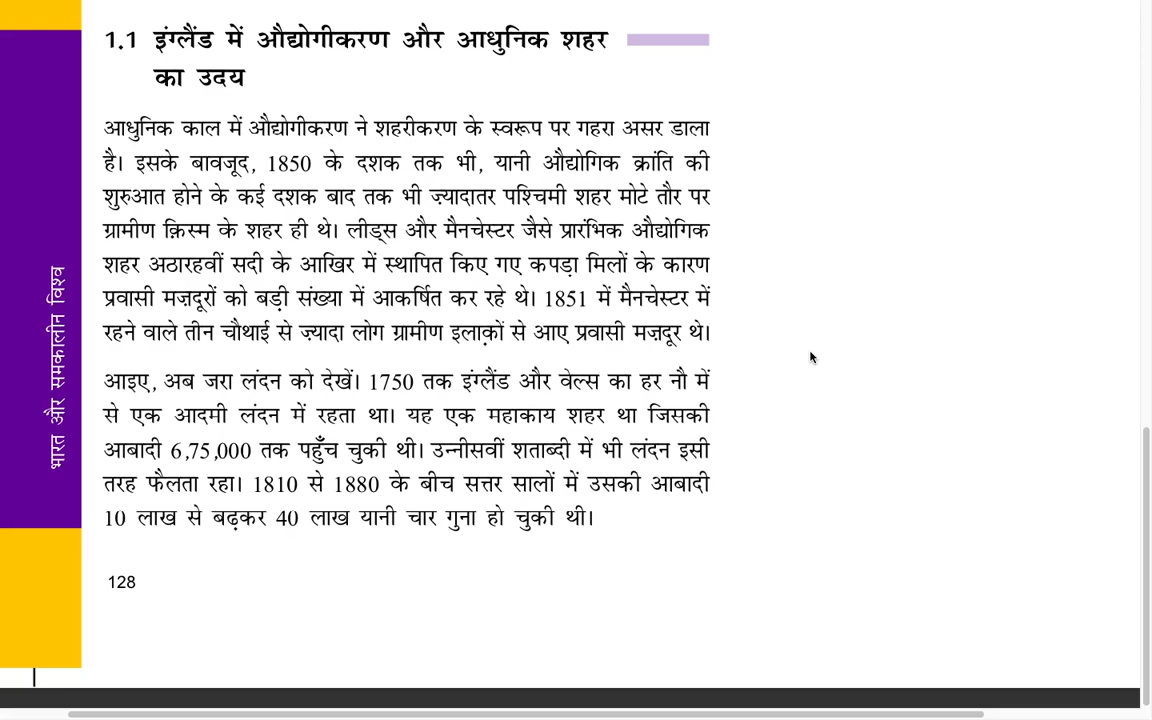 1.1 इंग्लैंड में औद्योगीकरण और आधुनिक शहर
का उदय
आधुनिक काल में औद्योगीकरण ने शहरीकरण के स्वरूप पर गहरा असर डाला
है। इसके बावजूद, 1850 के दशक तक भी, यानी औद्योगिक क्रांति की
शुरुआत होने के कई दशक बाद तक भी ज्यादातर पश्चिमी शहर मोटे तौर पर
ग्रामीण क़िस्म के शहर ही थे। लीड्स और मैनचेस्टर जैसे प्रारंभिक औद्योगिक
शहर अठारहवीं सदी के आखिर में स्थापित किए गए कपड़ा मिलों के कारण
प्रवासी मज़दूरों को बड़ी संख्या में आकर्षित कर रहे थे। 1851 में मैनचेस्टर में
रहने वाले तीन चौथाई से ज़्यादा लोग ग्रामीण इलाक़ों से आए प्रवासी मज़दूर थे।
आइए, अब जरा लंदन को देखें। 1750 तक इंग्लैंड और वेल्स का हर नौ में
से एक आदमी लंदन में रहता था। यह एक महाकाय शहर था जिसकी
आबादी 6,75,000 तक पहुँच चुकी थी। उन्नीसवीं शताब्दी में भी लंदन इसी
तरह फैलता रहा। 1810 से 1880 के बीच सत्तर सालों में उसकी आबादी
10 लाख से बढ़कर 40 लाख यानी चार गुना हो चुकी थी।
128
भारत और समकालीन विश्व